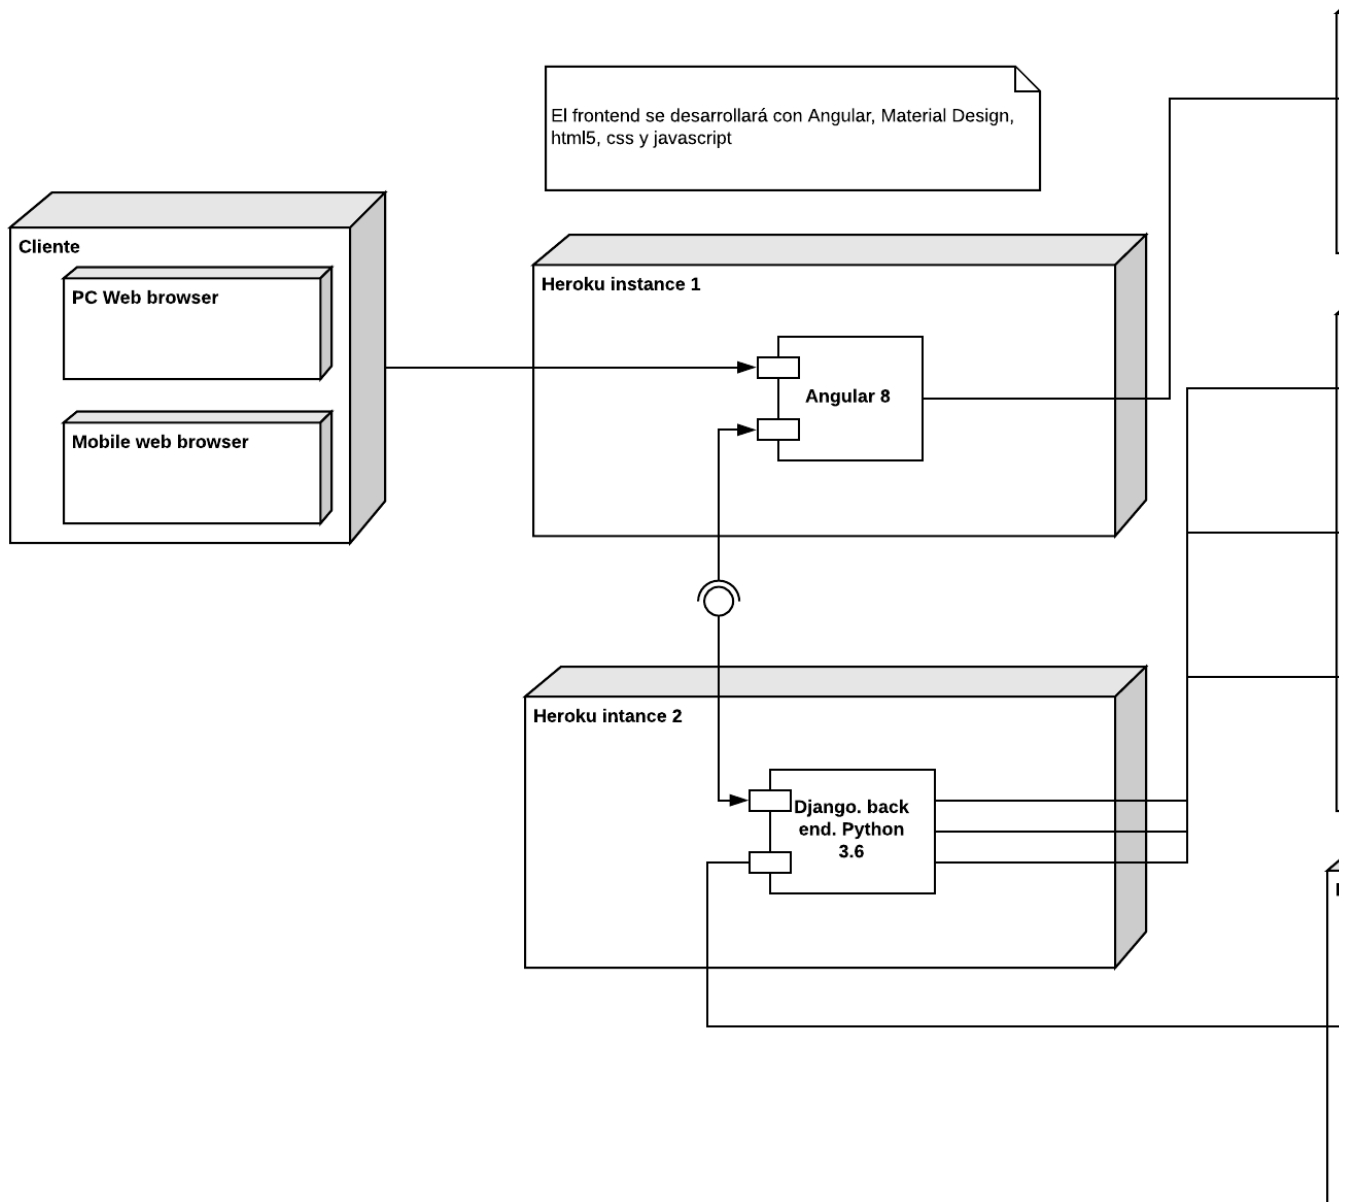 El frontend se desarrollará con Angular, Material Design,
html5, css y javascript
Cliente
PC Web browser
Mobile web browser
Heroku instance 1
Angular 8
Heroku intance 2
Django. back
end. Python
3.6